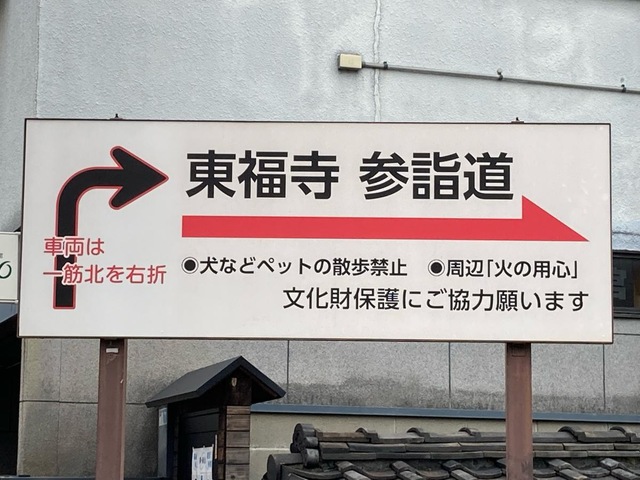 東福寺 参詣道
車両は
一筋北を右折
●犬などペットの散歩禁止 ●周辺「火の用心」
文化財保護にご協力願います